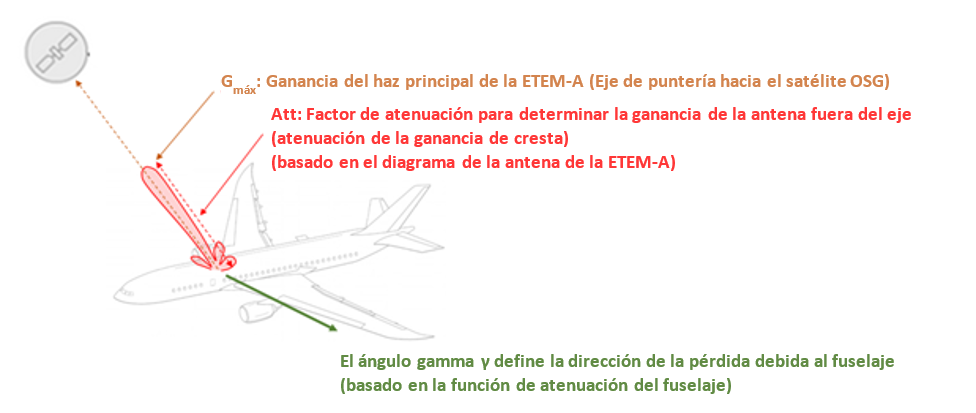 Gmáx: Ganancia del haz principal de la ETEM-A (Eje de puntería hacia el satélite OSG)
Att: Factor de atenuación para determinar la ganancia de la antena fuera del eje
(atenuación de la ganancia de cresta)
(basado en el diagrama de la antena de la ETEM-A)
El ángulo gamma γ define la dirección de la pérdida debida al fuselaje
(basado en la función de atenuación del fuselaje)